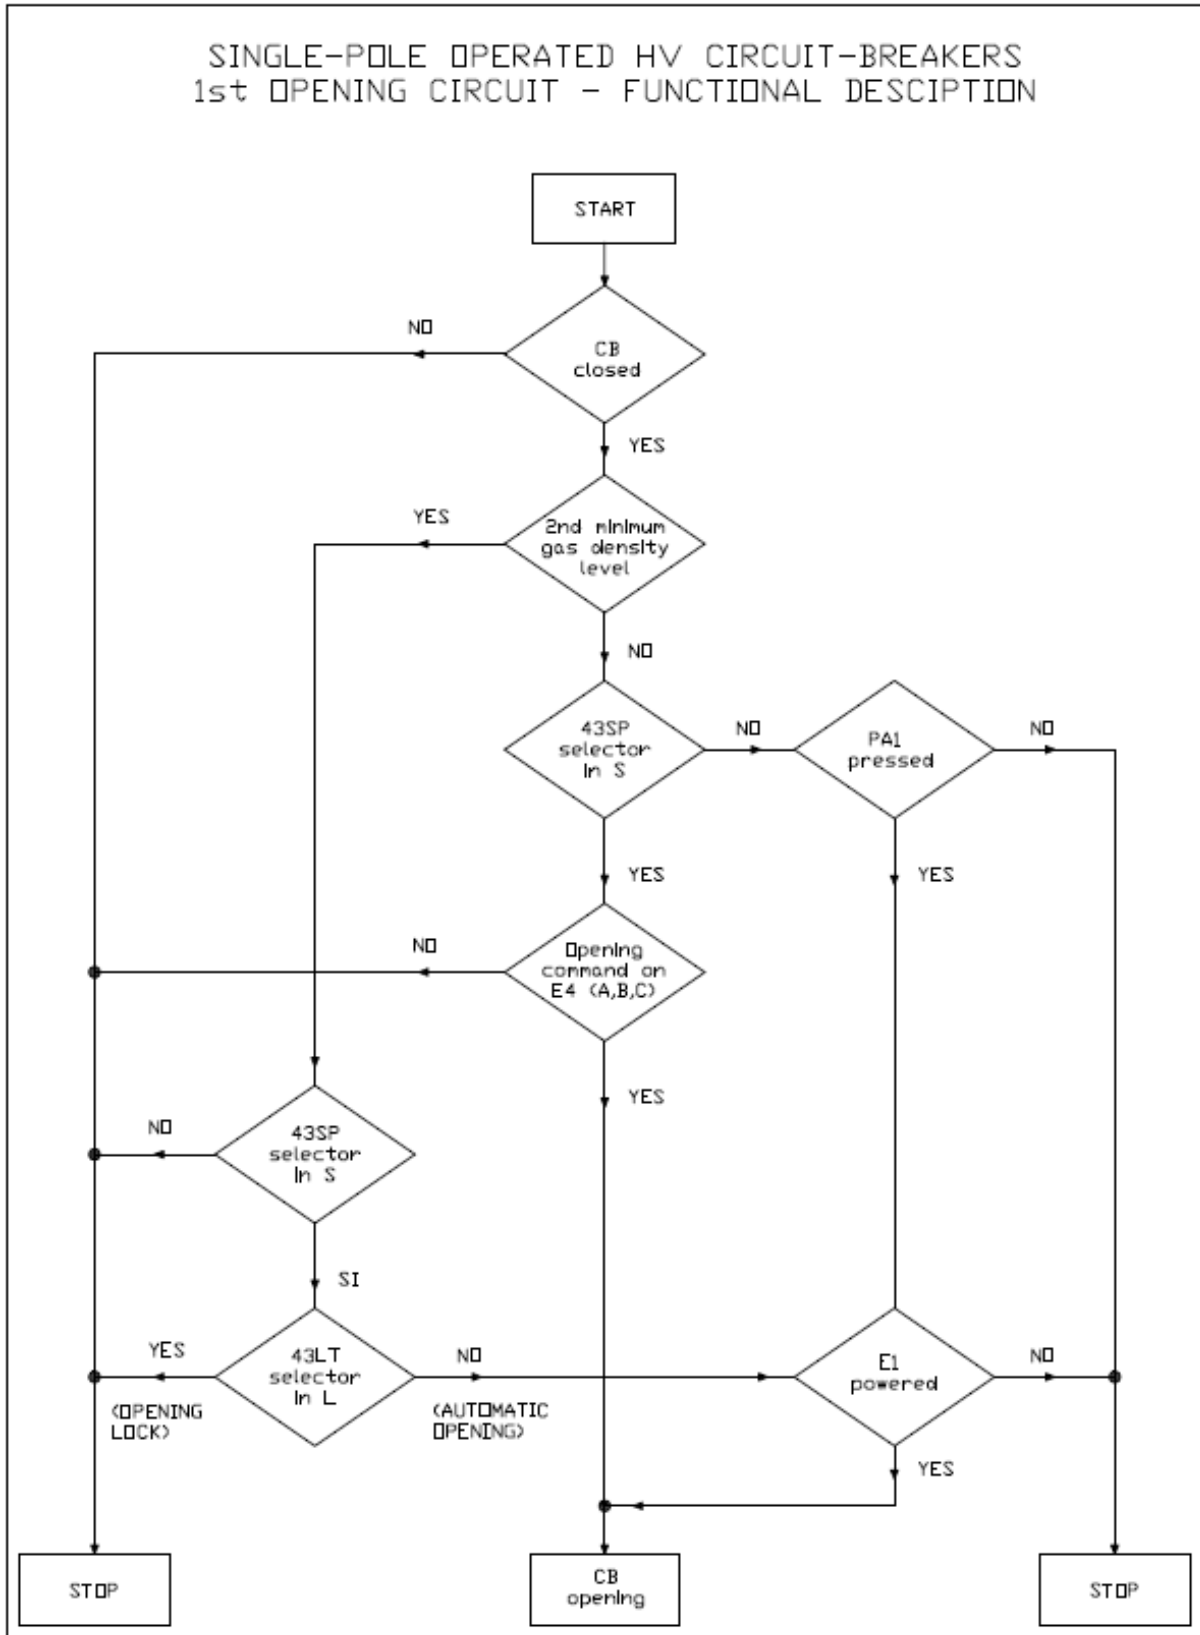 SINGLE-POLE OPERATED HV CIRCUIT-BREAKERS
1st OPENING CIRCUIT - FUNCTIONAL DESCIPTION
START
NO
CB
closed
YES
YES
2nd minimum
gas density
level
NO
43SP
selector
in S
NO
PA1
pressed
NO
YES
YES
NO
Opening
command on
E4 (A,B,C)
YES
NO
43SP
selector
in S
SI
YES
43LT
selector
in L
NO
E1
powered
NO
(OPENING
LOCK)
(AUTOMATIC
OPENING)
YES
STOP
CB
opening
STOP